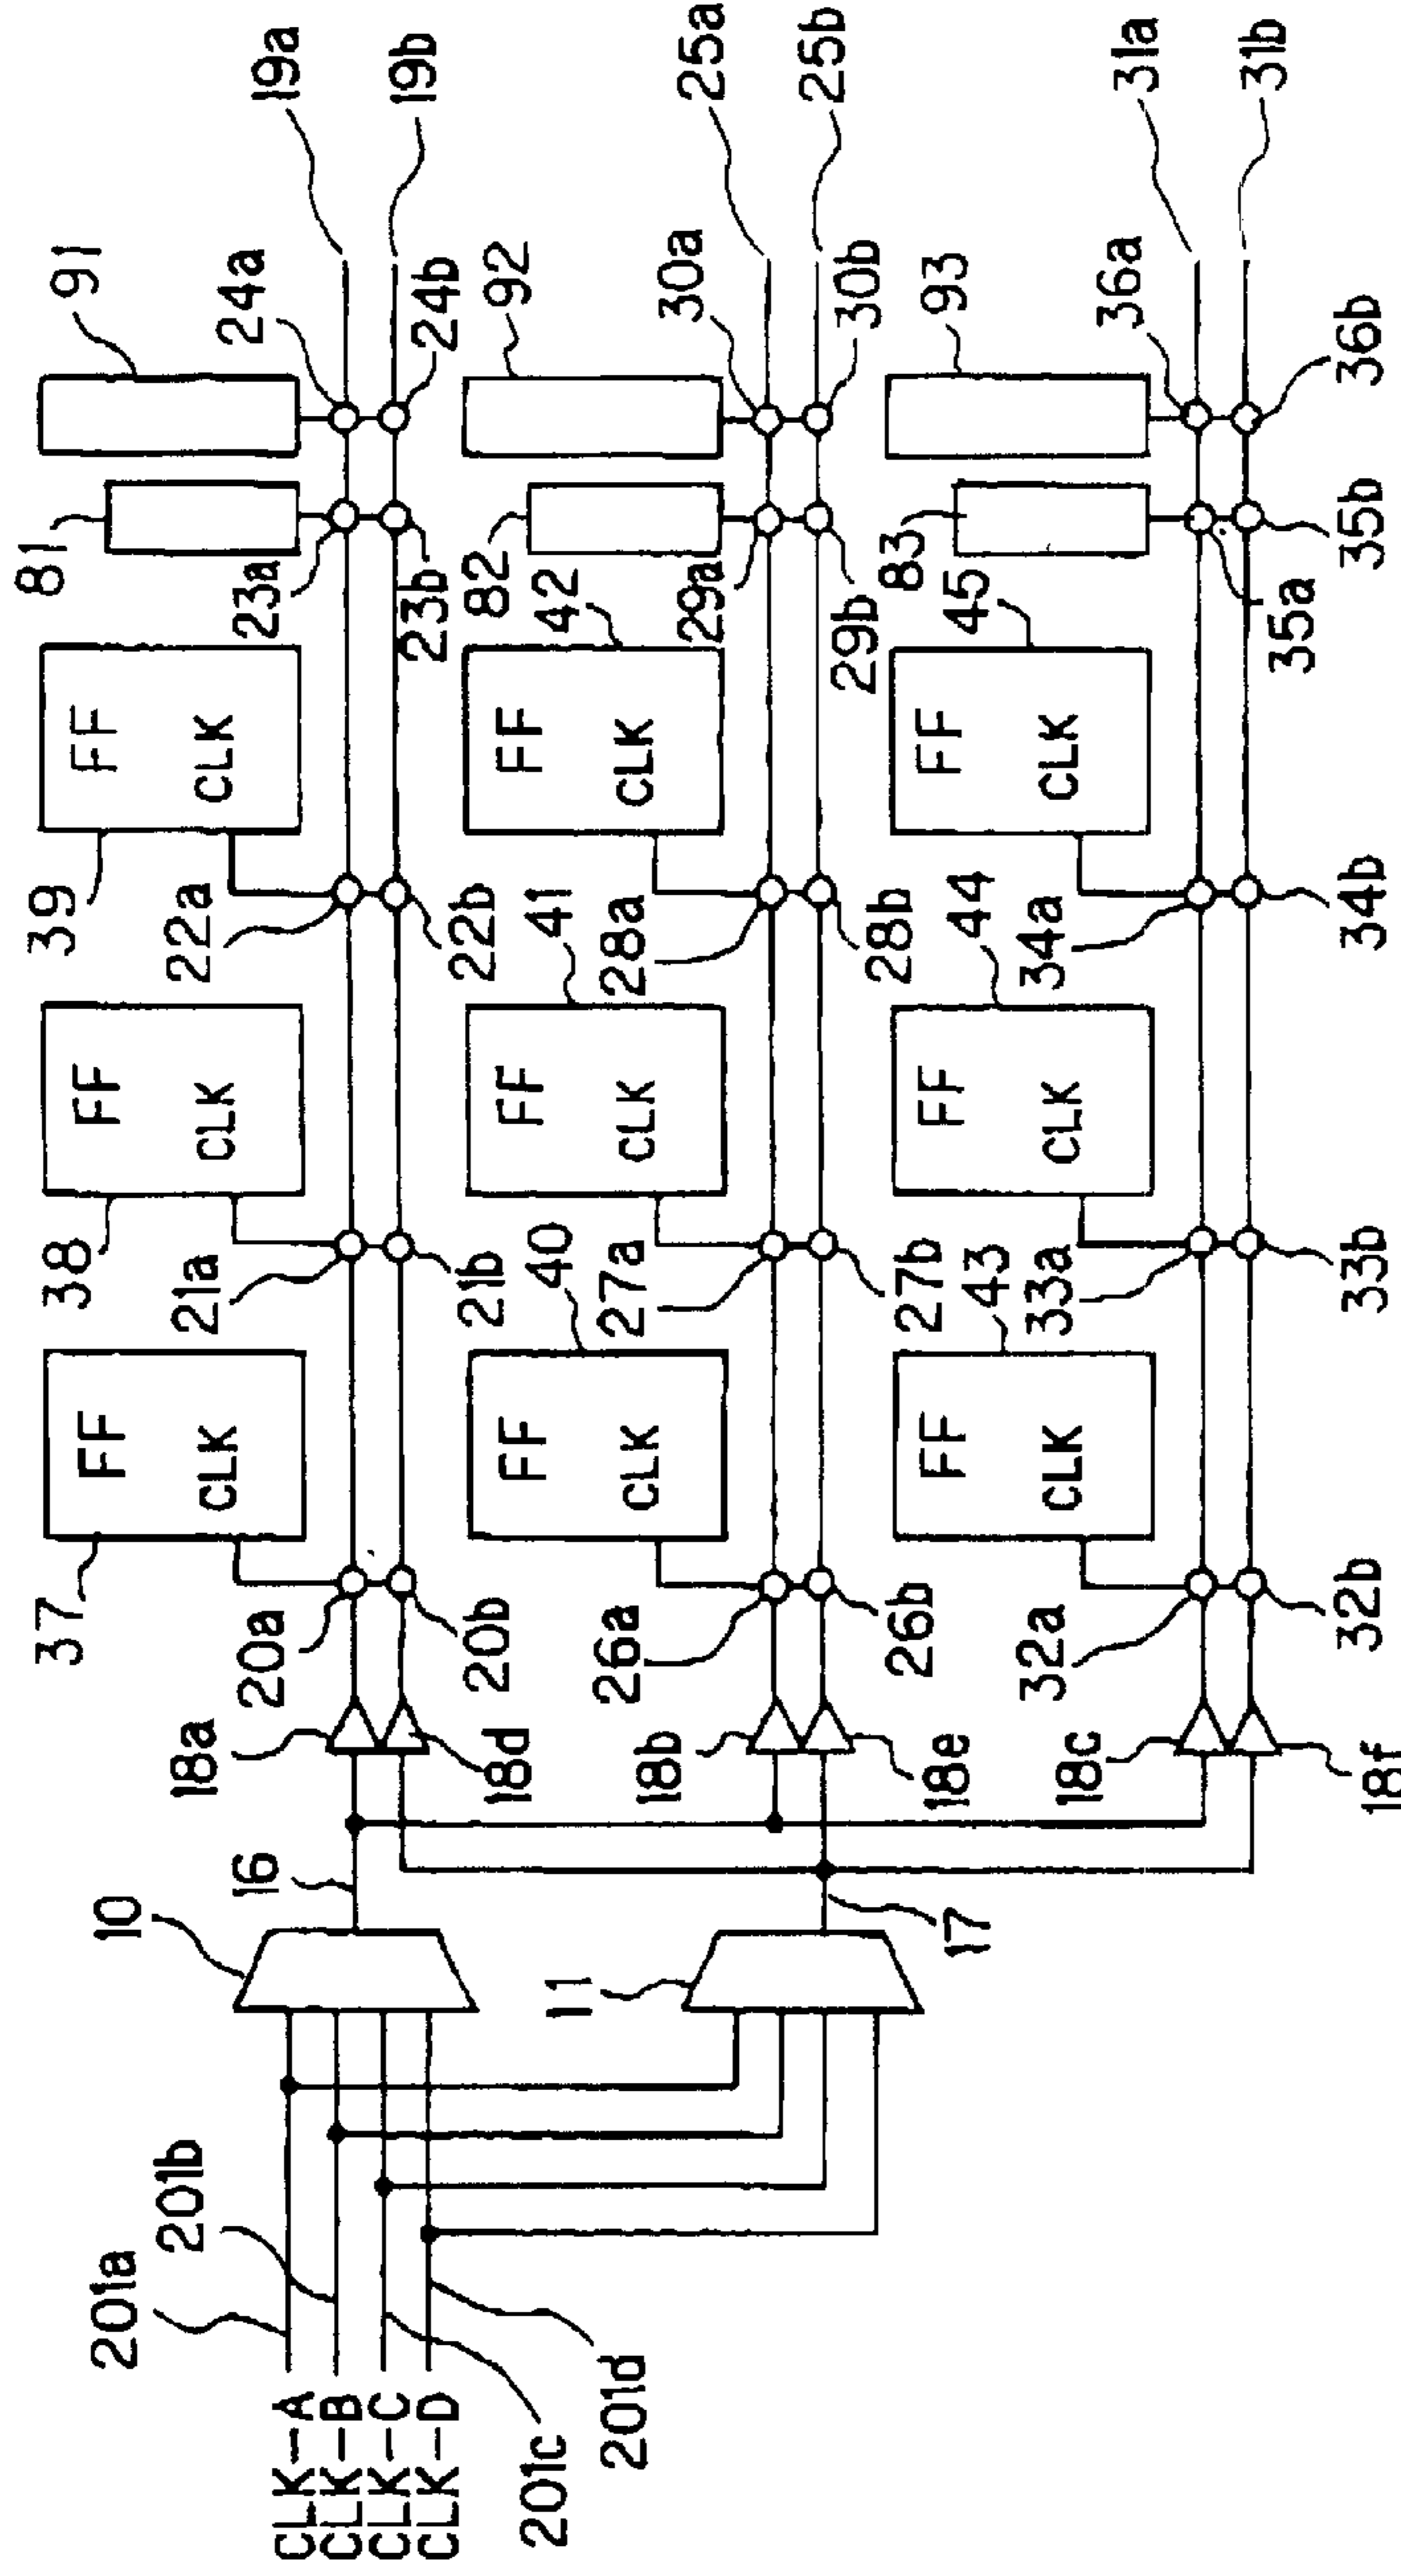 CLK-A
CLK-B
CLK-C
CLK-D
201a
201b
201c
201d
10
11
16
17
18a
18d
18b
18e
18c
18f
37
FF
CLK
20a
20b
38
FF
CLK
21a
21b
39
FF
CLK
22a
22b
81
23a
23b
91
24a
24b
19a
19b
40
FF
CLK
26a
26b
41
FF
CLK
27a
27b
42
FF
CLK
28a
28b
82
29a
29b
92
30a
30b
25a
25b
43
FF
CLK
32a
32b
44
FF
CLK
33a
33b
45
FF
CLK
34a
34b
83
35a
35b
93
36a
36b
31a
31b